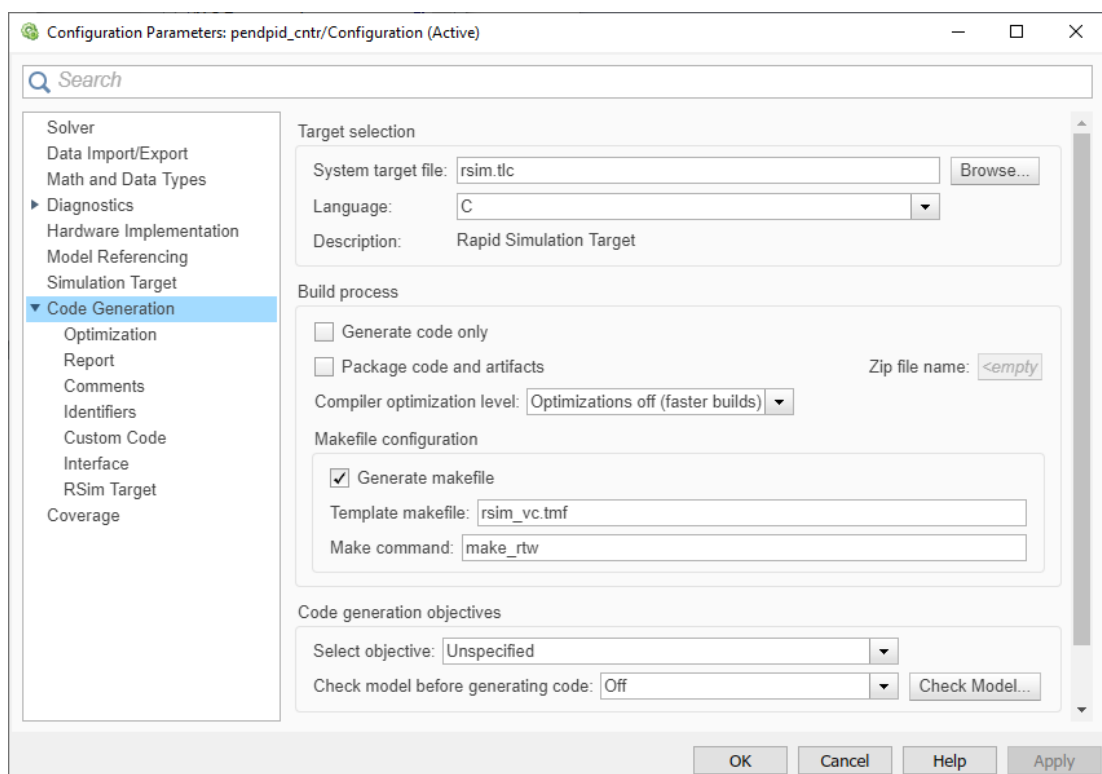 Configuration Parameters: pendpid_cntr/Configuration (Active)
Search
Solver
Data Import/Export
Math and Data Types
Diagnostics
Hardware Implementation
Model Referencing
Simulation Target
Code Generation
Optimization
Report
Comments
Identifiers
Custom Code
Interface
RSim Target
Coverage
Target selection
System target file: rsim.tlc Browse...
Language: C
Description: Rapid Simulation Target
Build process
Generate code only
Package code and artifacts Zip file name: <empty
Compiler optimization level: Optimizations off (faster builds)
Makefile configuration
Generate makefile
Template makefile: rsim_vc.tmf
Make command: make_rtw
Code generation objectives
Select objective: Unspecified
Check model before generating code: Off Check Model...
OK Cancel Help Apply